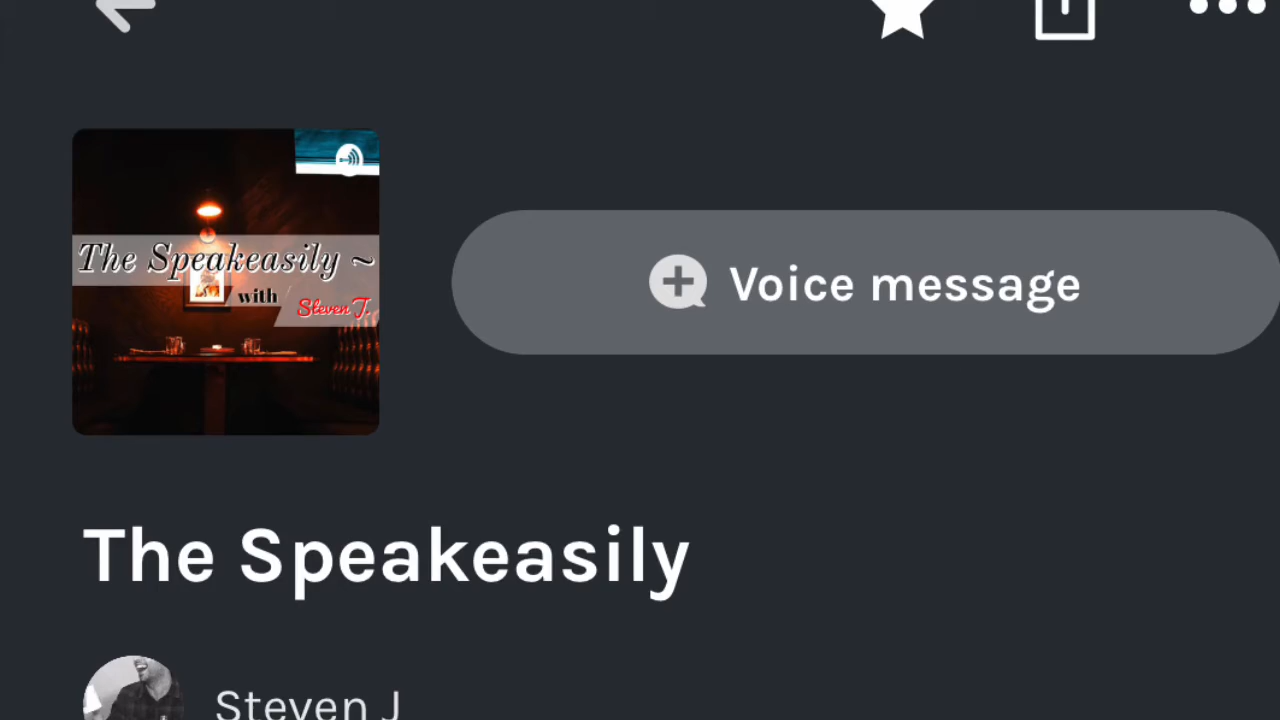 The Speakeasily ~
with Steven J.
Voice message
The Speakeasily
Steven J